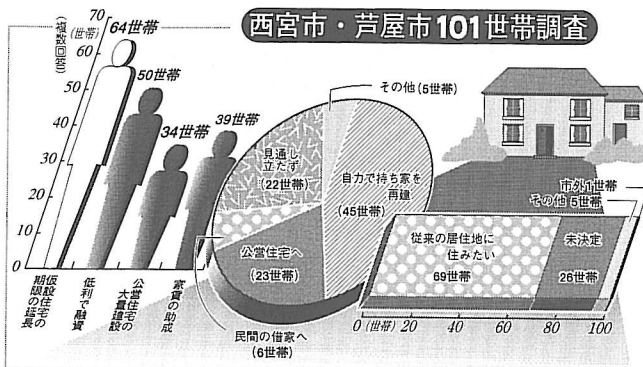 西宮市・芦屋市101世帯調査
(複数回答)
(世帯)
70
60
50
40
30
20
10
0
64世帯
50世帯
34世帯
39世帯
仮設住宅の
期限の延長
低利で融資
公営住宅の
大量建設
家賃の助成
その他(5世帯)
見通し
立たず
(22世帯)
自力で持ち家を
再建
(45世帯)
公営住宅へ
(23世帯)
民間の借家へ
(6世帯)
市外1世帯
その他 5世帯
従来の居住地に
住みたい
69世帯
未決定
26世帯
0 (世帯) 20 40 60 80 100